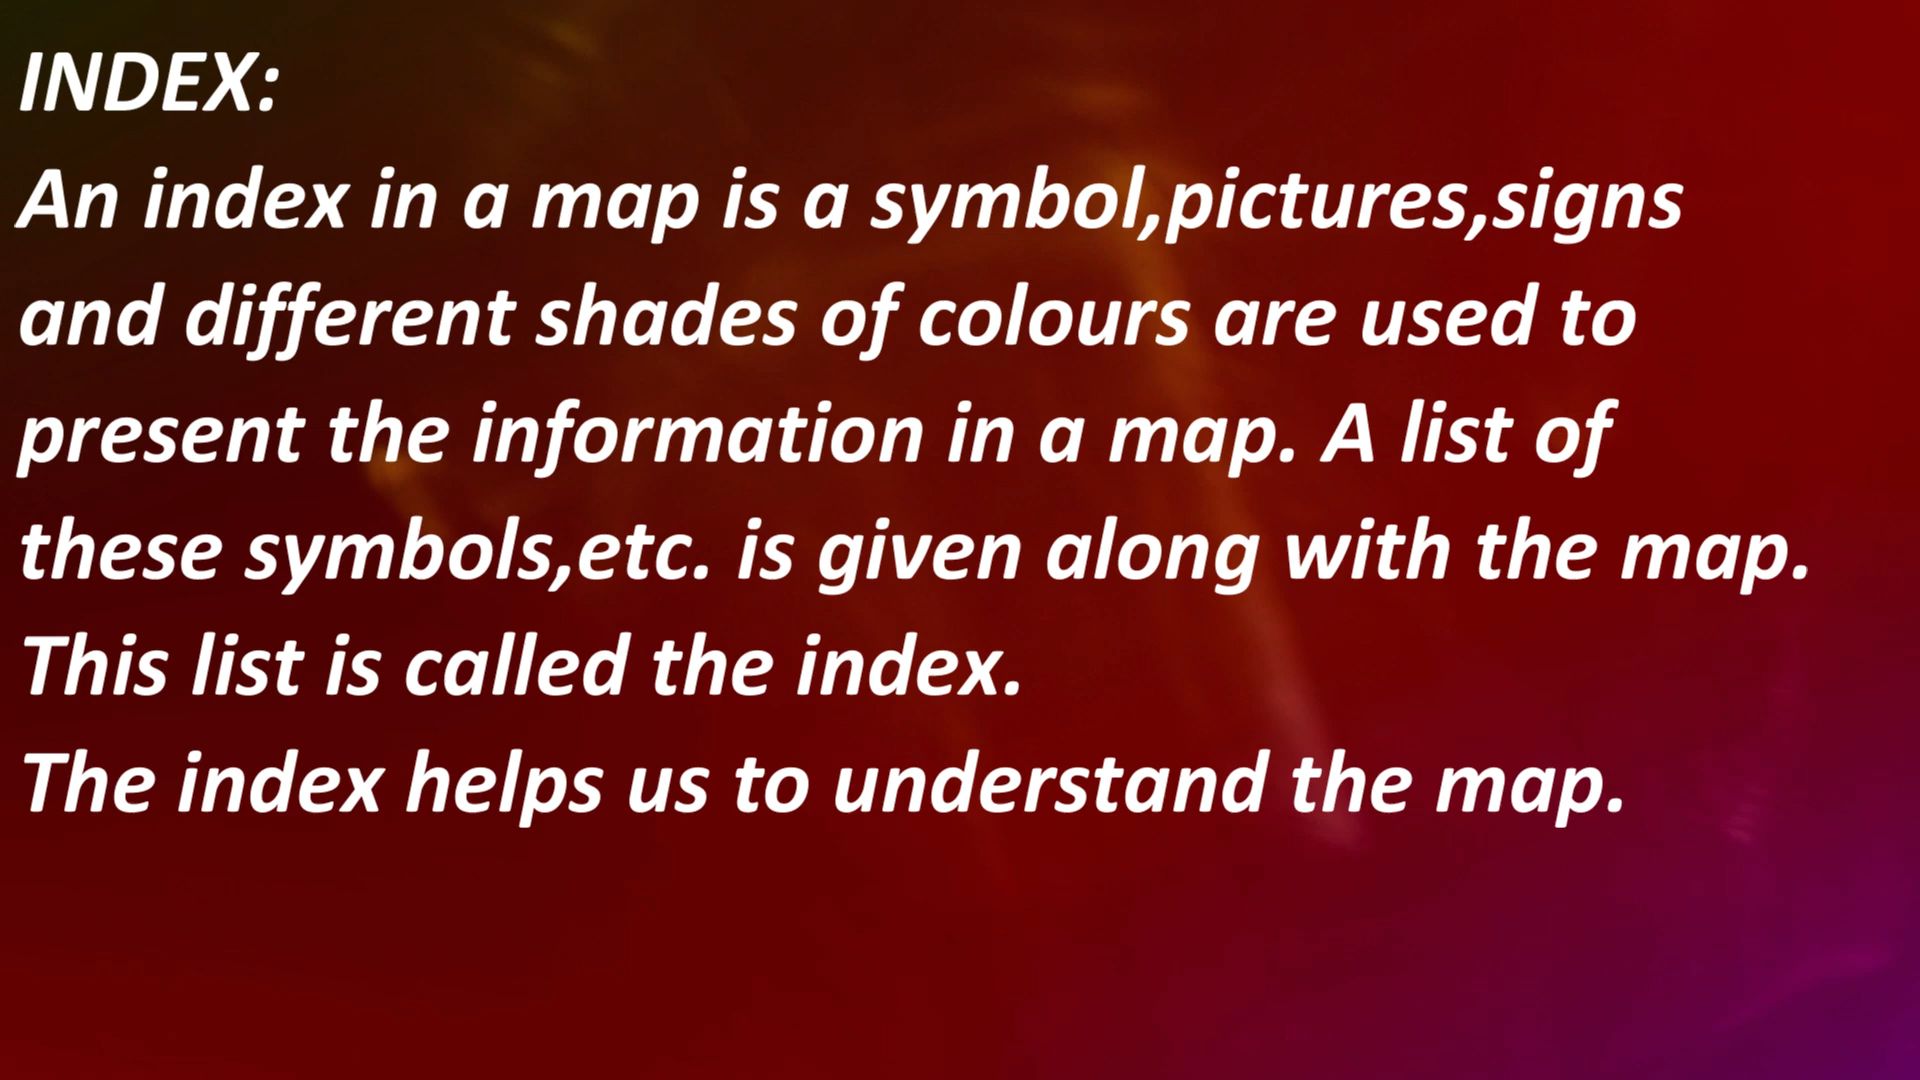 INDEX:
An index in a map is a symbol,pictures,signs
and different shades of colours are used to
present the information in a map. A list of
these symbols,etc. is given along with the map.
This list is called the index.
The index helps us to understand the map.